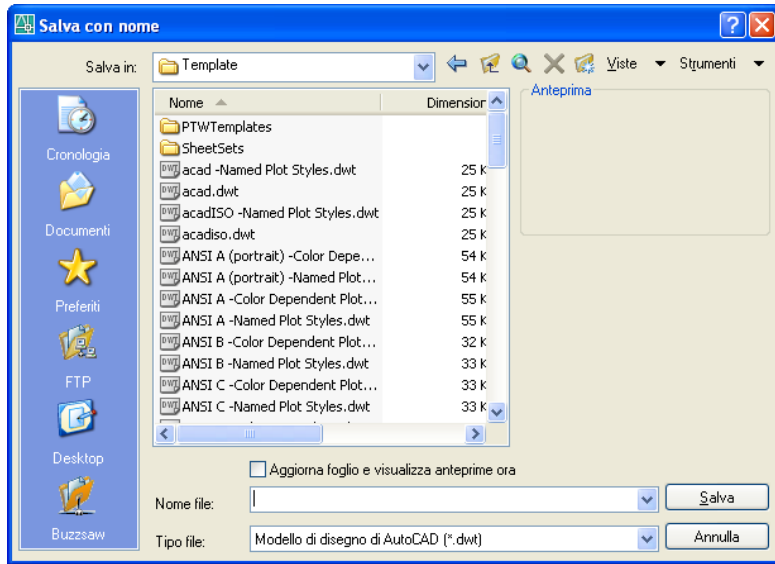 Salva con nome
Salva in: Template Viste Strumenti
Nome Dimension Anteprima
PTWTemplates
SheetSets
acad -Named Plot Styles.dwt 25 K
acad.dwt 25 K
acadISO -Named Plot Styles.dwt 25 K
acadiso.dwt 25 K
ANSI A (portrait) -Color Depe... 54 K
ANSI A (portrait) -Named Plot... 54 K
ANSI A -Color Dependent Plot... 55 K
ANSI A -Named Plot Styles.dwt 55 K
ANSI B -Color Dependent Plot... 32 K
ANSI B -Named Plot Styles.dwt 33 K
ANSI C -Color Dependent Plot... 33 K
ANSI C -Named Plot Styles.dwt 33 K
Cronologia
Documenti
Preferiti
FTP
Desktop
Buzzsaw
Aggiorna foglio e visualizza anteprime ora
Nome file: Salva
Tipo file: Modello di disegno di AutoCAD (*.dwt) Annulla